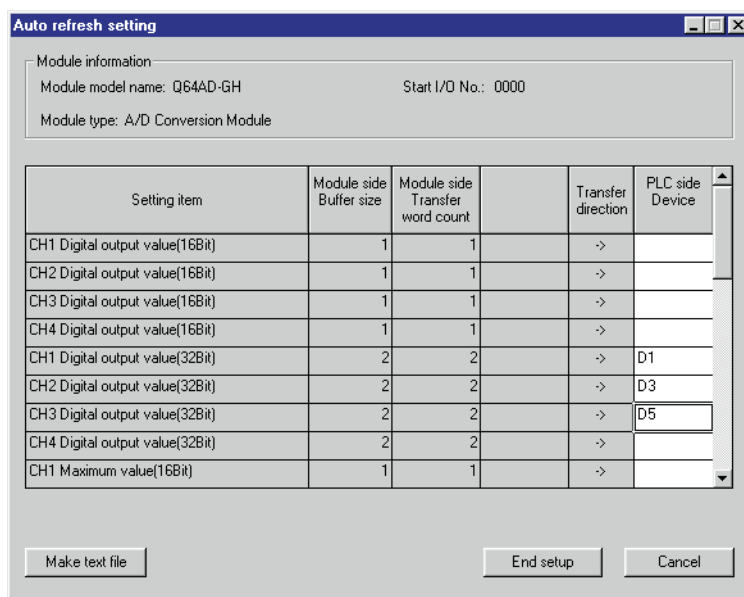 Auto refresh setting
Module information
Module model name: Q64AD-GH Start I/O No.: 0000
Module type: A/D Conversion Module
Setting item Module side Buffer size Module side Transfer word count Transfer direction PLC side Device
CH1 Digital output value(16Bit) 1 1 ->
CH2 Digital output value(16Bit) 1 1 ->
CH3 Digital output value(16Bit) 1 1 ->
CH4 Digital output value(16Bit) 1 1 ->
CH1 Digital output value(32Bit) 2 2 -> D1
CH2 Digital output value(32Bit) 2 2 -> D3
CH3 Digital output value(32Bit) 2 2 -> D5
CH4 Digital output value(32Bit) 2 2 ->
CH1 Maximum value(16Bit) 1 1 ->
Make text file End setup Cancel